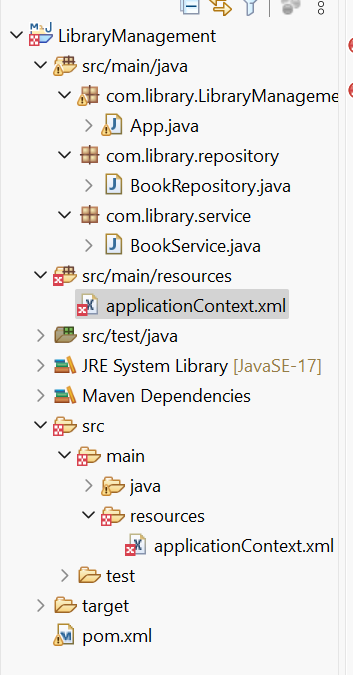 LibraryManagement
src/main/java
com.library.LibraryManageme
App.java
com.library.repository
BookRepository.java
com.library.service
BookService.java
src/main/resources
applicationContext.xml
src/test/java
JRE System Library [JavaSE-17]
Maven Dependencies
src
main
java
resources
applicationContext.xml
test
target
pom.xml